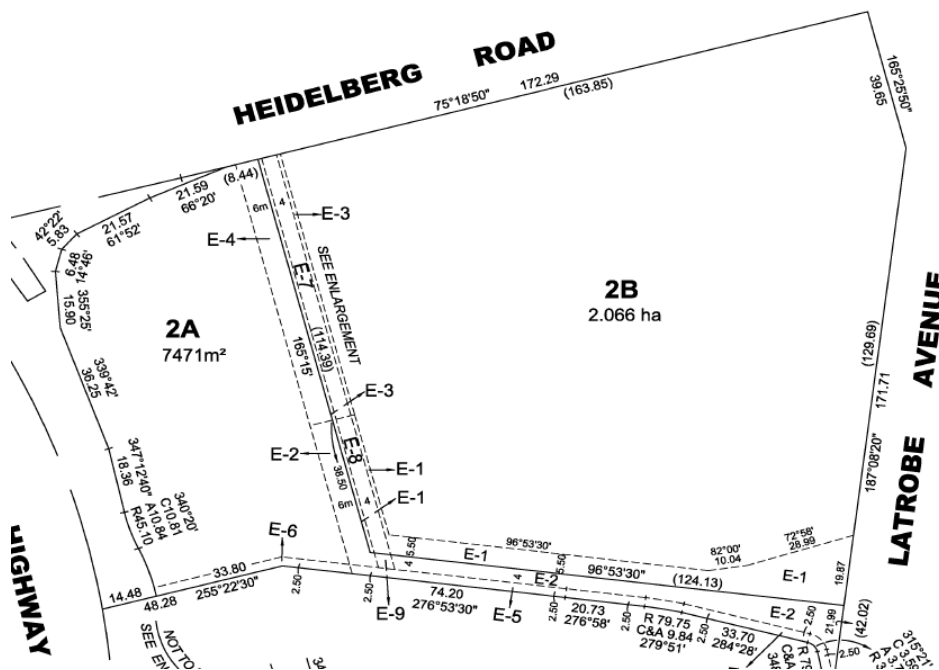 HEIDELBERG ROAD
75°18'50" 172.29 (163.85)
165°25'50"
39.65
(8.44)
21.59
66°20'
21.57
61°52'
42°22'
5.83
6.48
14°46'
355°25'
15.90
6m
4
E-3
E-4
SEE ENLARGEMENT
E-7
2A
7471m²
2B
2.066 ha
(114.39)
165°15'
339°42'
36.25
E-3
E-2
E-8
38.50
6m
4
E-1
E-1
347°12'40"
18.36
340°20'
C10.81
A10.84
R45.10
(129.69)
171.71
187°08'20"
LATROBE AVENUE
HIGHWAY
E-6
5.50
4
96°53'30"
E-1
5.50
96°53'30"
(124.13)
82°00'
10.04
72°58'
28.99
E-1
19.87
33.80
14.48
48.28
255°22'30"
2.50
2.50
74.20
276°53'30"
E-9
E-5
4
E-2
2.50
20.73
276°58'
2.50
R 79.75
C&A 9.84
279°51'
2.50
33.70
284°28'
E-2
2.50
21.99
(42.02)
2.50
315°21'
NOT TO
SEE